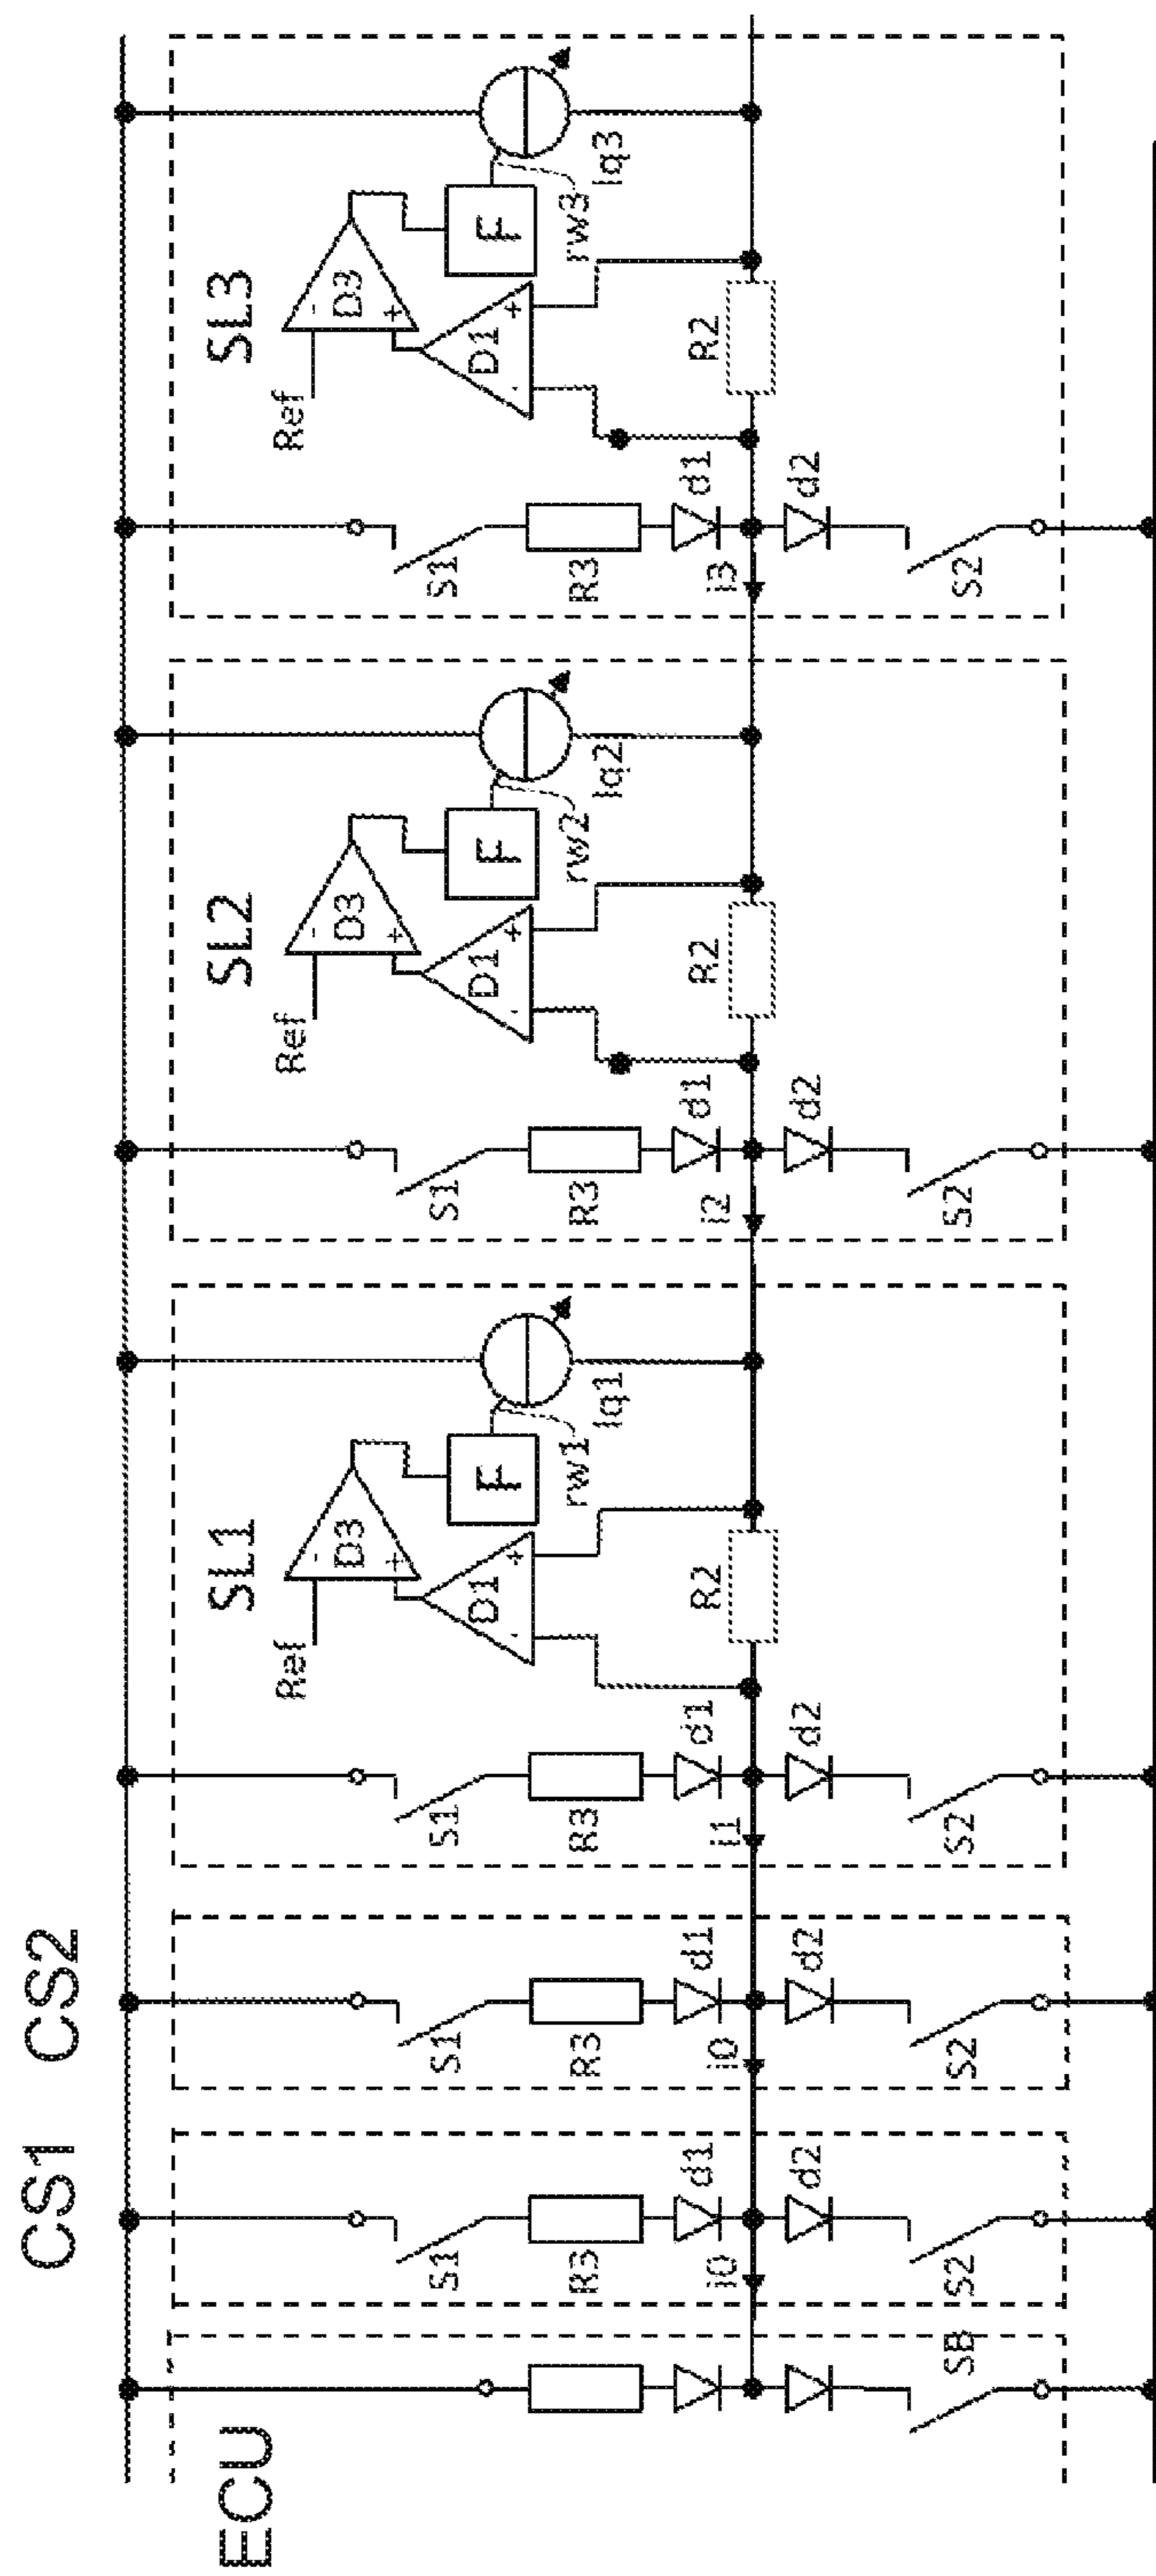 ECU
SB
CS1
S1
R3
d1
i0
d2
S2
CS2
S1
R3
d1
i0
d2
S2
SL1
Ref
D3
-
+
D1
-
+
F
rw1
Iq1
R2
S1
R3
d1
i1
d2
S2
SL2
Ref
D3
-
+
D1
-
+
F
rw2
Iq2
R2
S1
R3
d1
i2
d2
S2
SL3
Ref
D3
-
+
D1
-
+
F
rw3
Iq3
R2
S1
R3
d1
i3
d2
S2